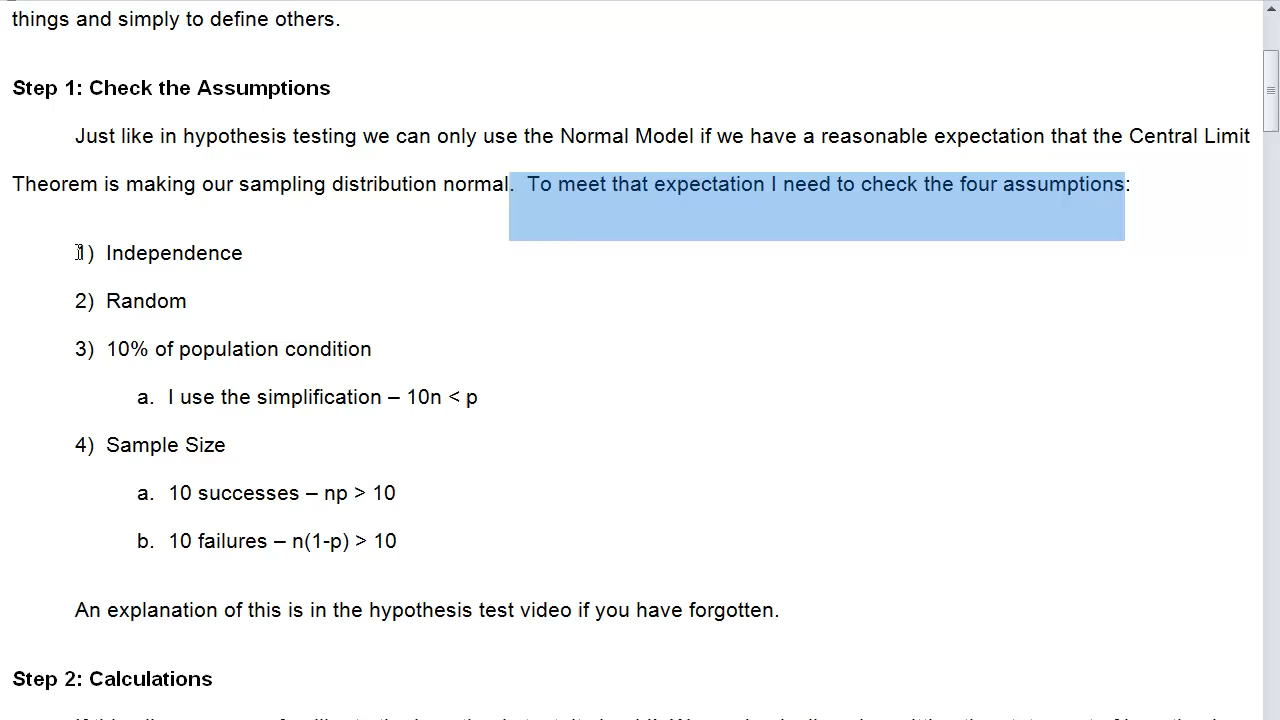 things and simply to define others.
Step 1: Check the Assumptions
Just like in hypothesis testing we can only use the Normal Model if we have a reasonable expectation that the Central Limit
Theorem is making our sampling distribution normal.  To meet that expectation I need to check the four assumptions:
1) Independence
2) Random
3) 10% of population condition
a. I use the simplification – 10n < p
4) Sample Size
a. 10 successes – np > 10
b. 10 failures – n(1-p) > 10
An explanation of this is in the hypothesis test video if you have forgotten.
Step 2: Calculations